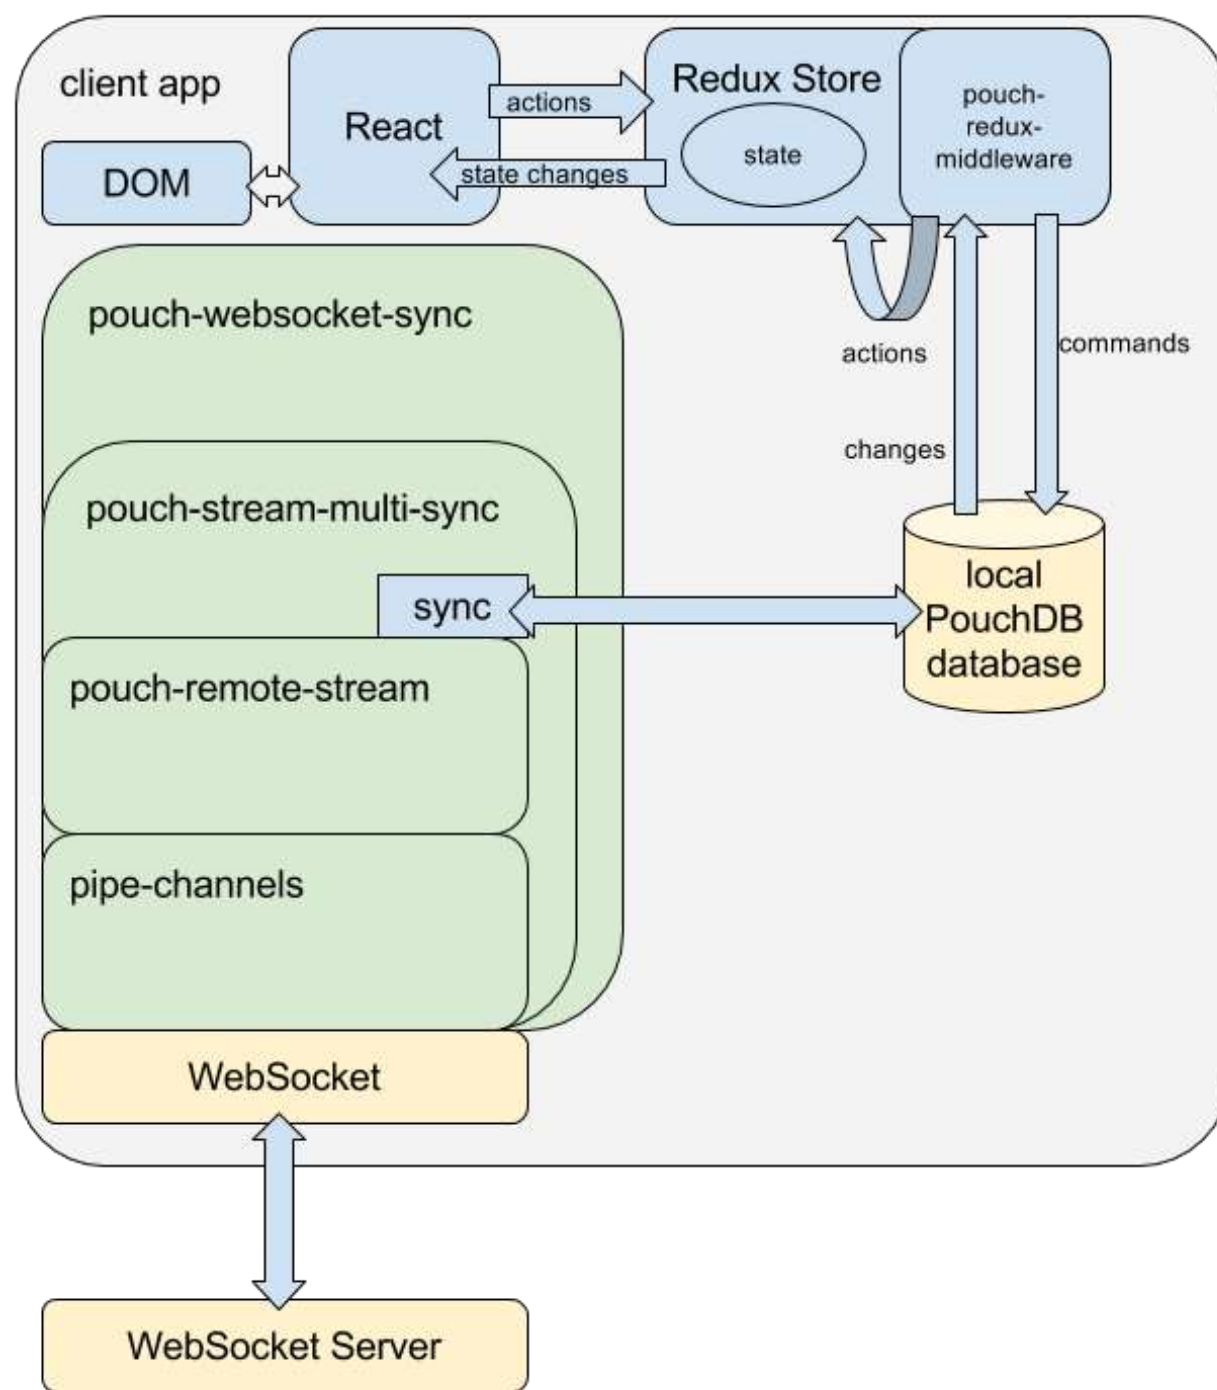 client app
React
DOM
actions
state changes
Redux Store
state
pouch-
redux-
middleware
actions
commands
changes
pouch-websocket-sync
pouch-stream-multi-sync
sync
local
PouchDB
database
pouch-remote-stream
pipe-channels
WebSocket
WebSocket Server